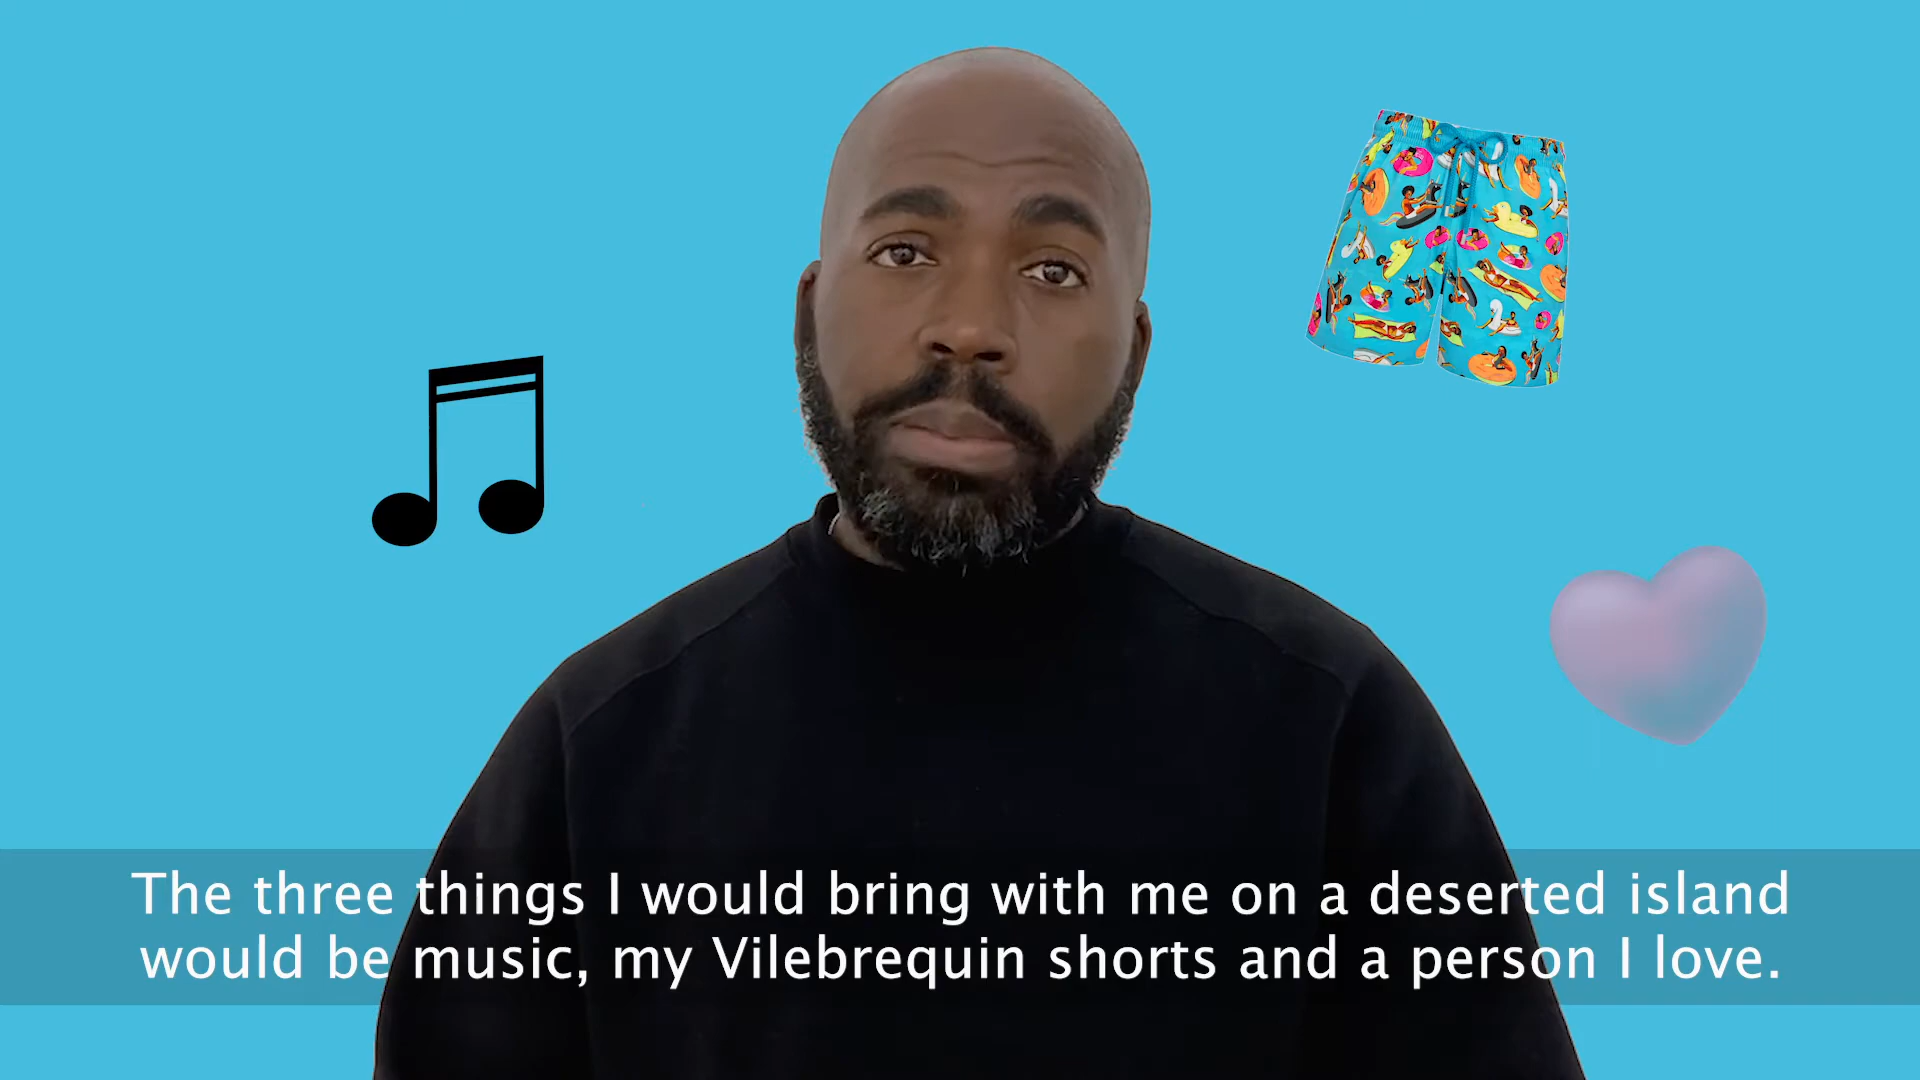 The three things I would bring with me on a deserted island
would be music, my Vilebrequin shorts and a person I love.